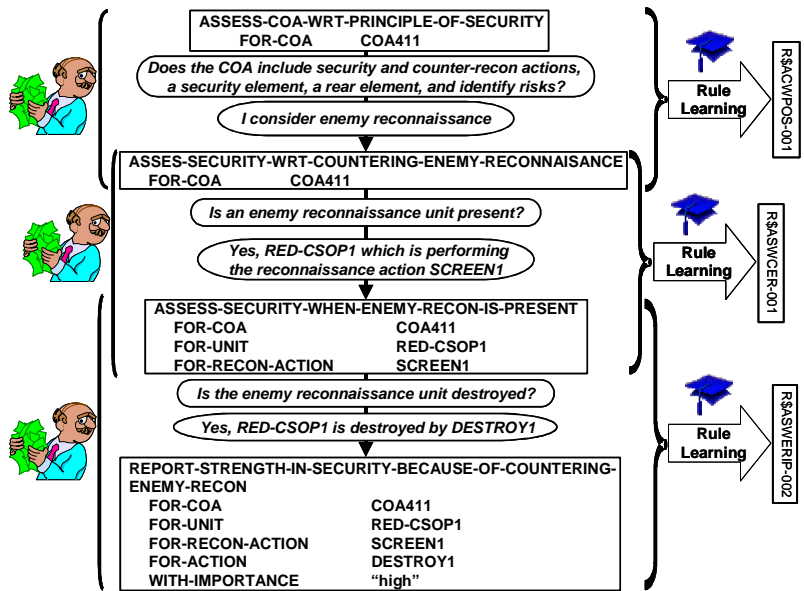 ASSESS-COA-WRT-PRINCIPLE-OF-SECURITY
FOR-COA COA411
Does the COA include security and counter-recon actions,
a security element, a rear element, and identify risks?
I consider enemy reconnaissance
Rule
Learning
R$ACWPOS-001
ASSES-SECURITY-WRT-COUNTERING-ENEMY-RECONNAISANCE
FOR-COA COA411
Is an enemy reconnaissance unit present?
Yes, RED-CSOP1 which is performing
the reconnaissance action SCREEN1
Rule
Learning
R$ASWCER-001
ASSESS-SECURITY-WHEN-ENEMY-RECON-IS-PRESENT
FOR-COA COA411
FOR-UNIT RED-CSOP1
FOR-RECON-ACTION SCREEN1
Is the enemy reconnaissance unit destroyed?
Yes, RED-CSOP1 is destroyed by DESTROY1
Rule
Learning
R$ASWERIP-002
REPORT-STRENGTH-IN-SECURITY-BECAUSE-OF-COUNTERING-
ENEMY-RECON
FOR-COA COA411
FOR-UNIT RED-CSOP1
FOR-RECON-ACTION SCREEN1
FOR-ACTION DESTROY1
WITH-IMPORTANCE “high”